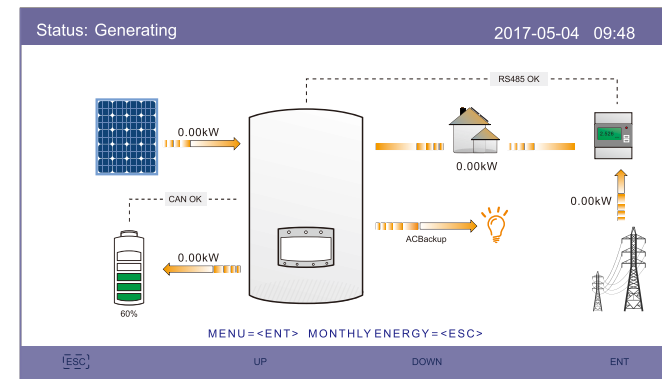 Status: Generating
2017-05-04 09:48
RS485 OK
0.00kW
0.00kW
0.00kW
CAN OK
0.00kW
ACBackup
60%
MENU=<ENT> MONTHLY ENERGY=<ESC>
ESC UP DOWN ENT